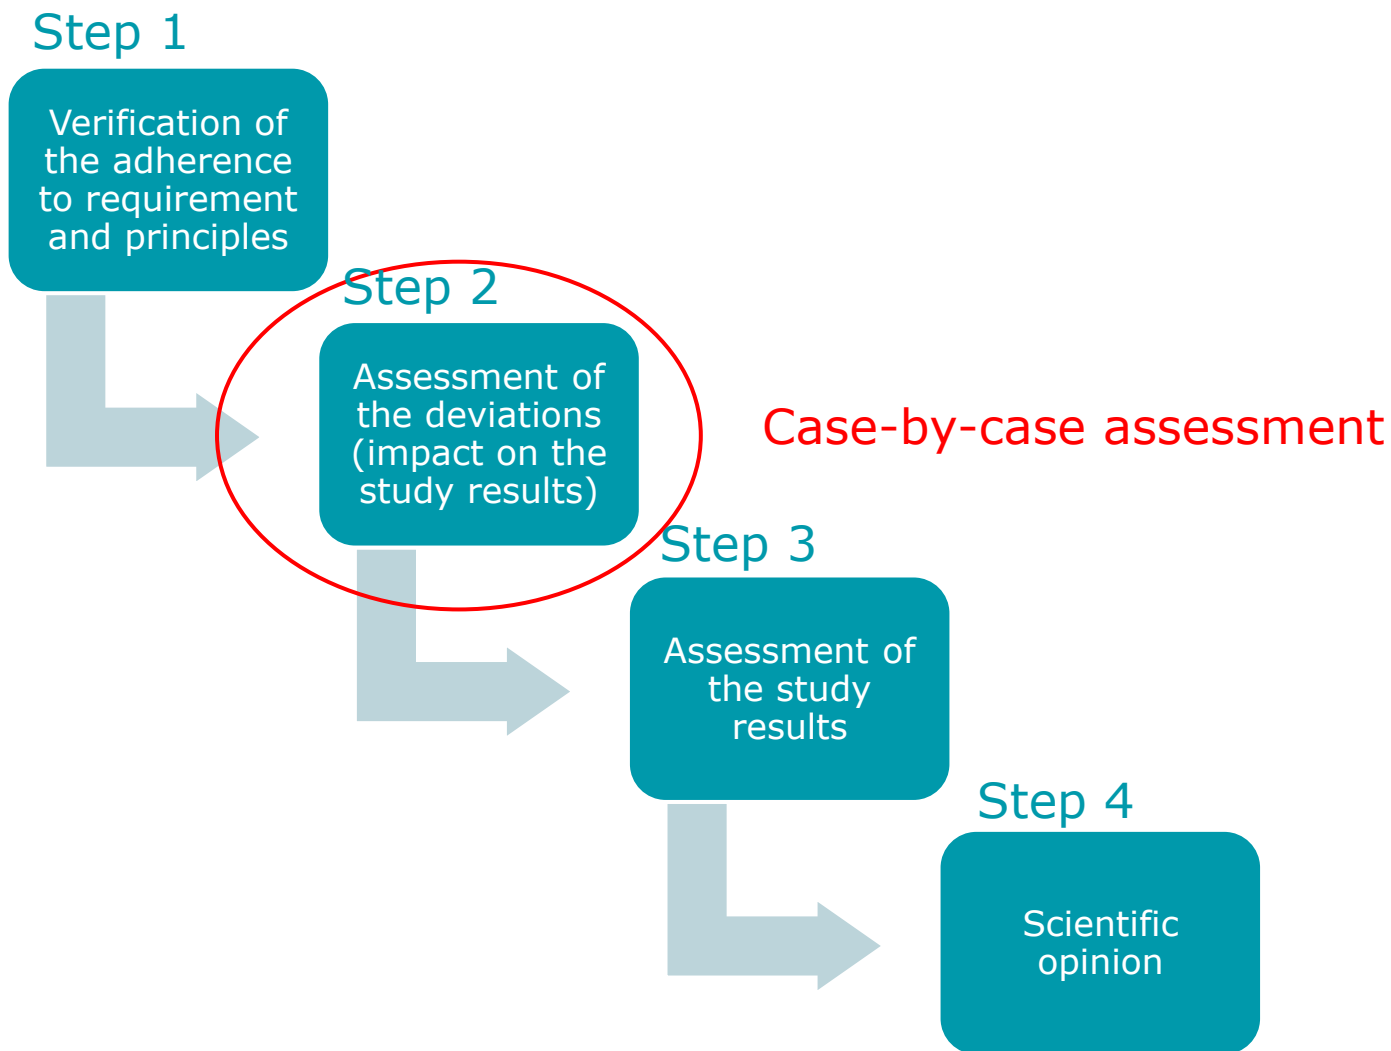 Step 1
Verification of
the adherence
to requirement
and principles
Step 2
Assessment of
the deviations
(impact on the
study results)
Case-by-case assessment
Step 3
Assessment of
the study
results
Step 4
Scientific
opinion